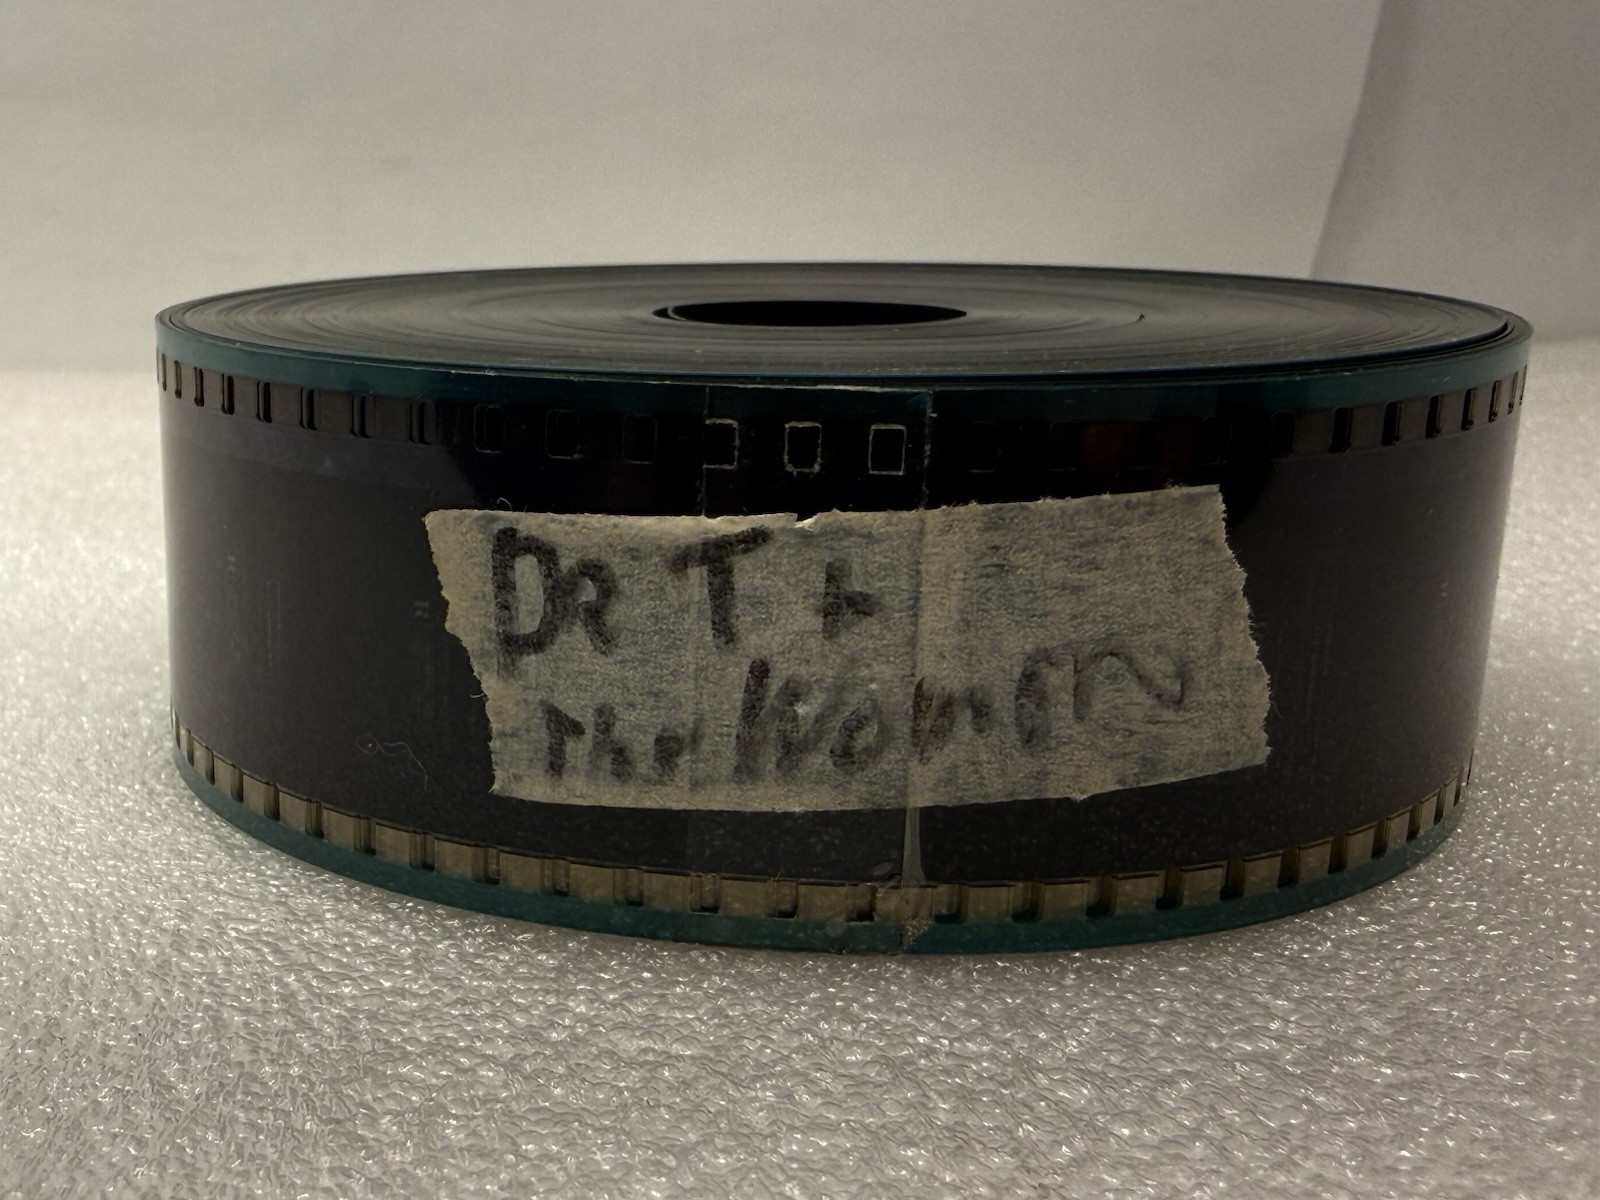 DR T +
The Women